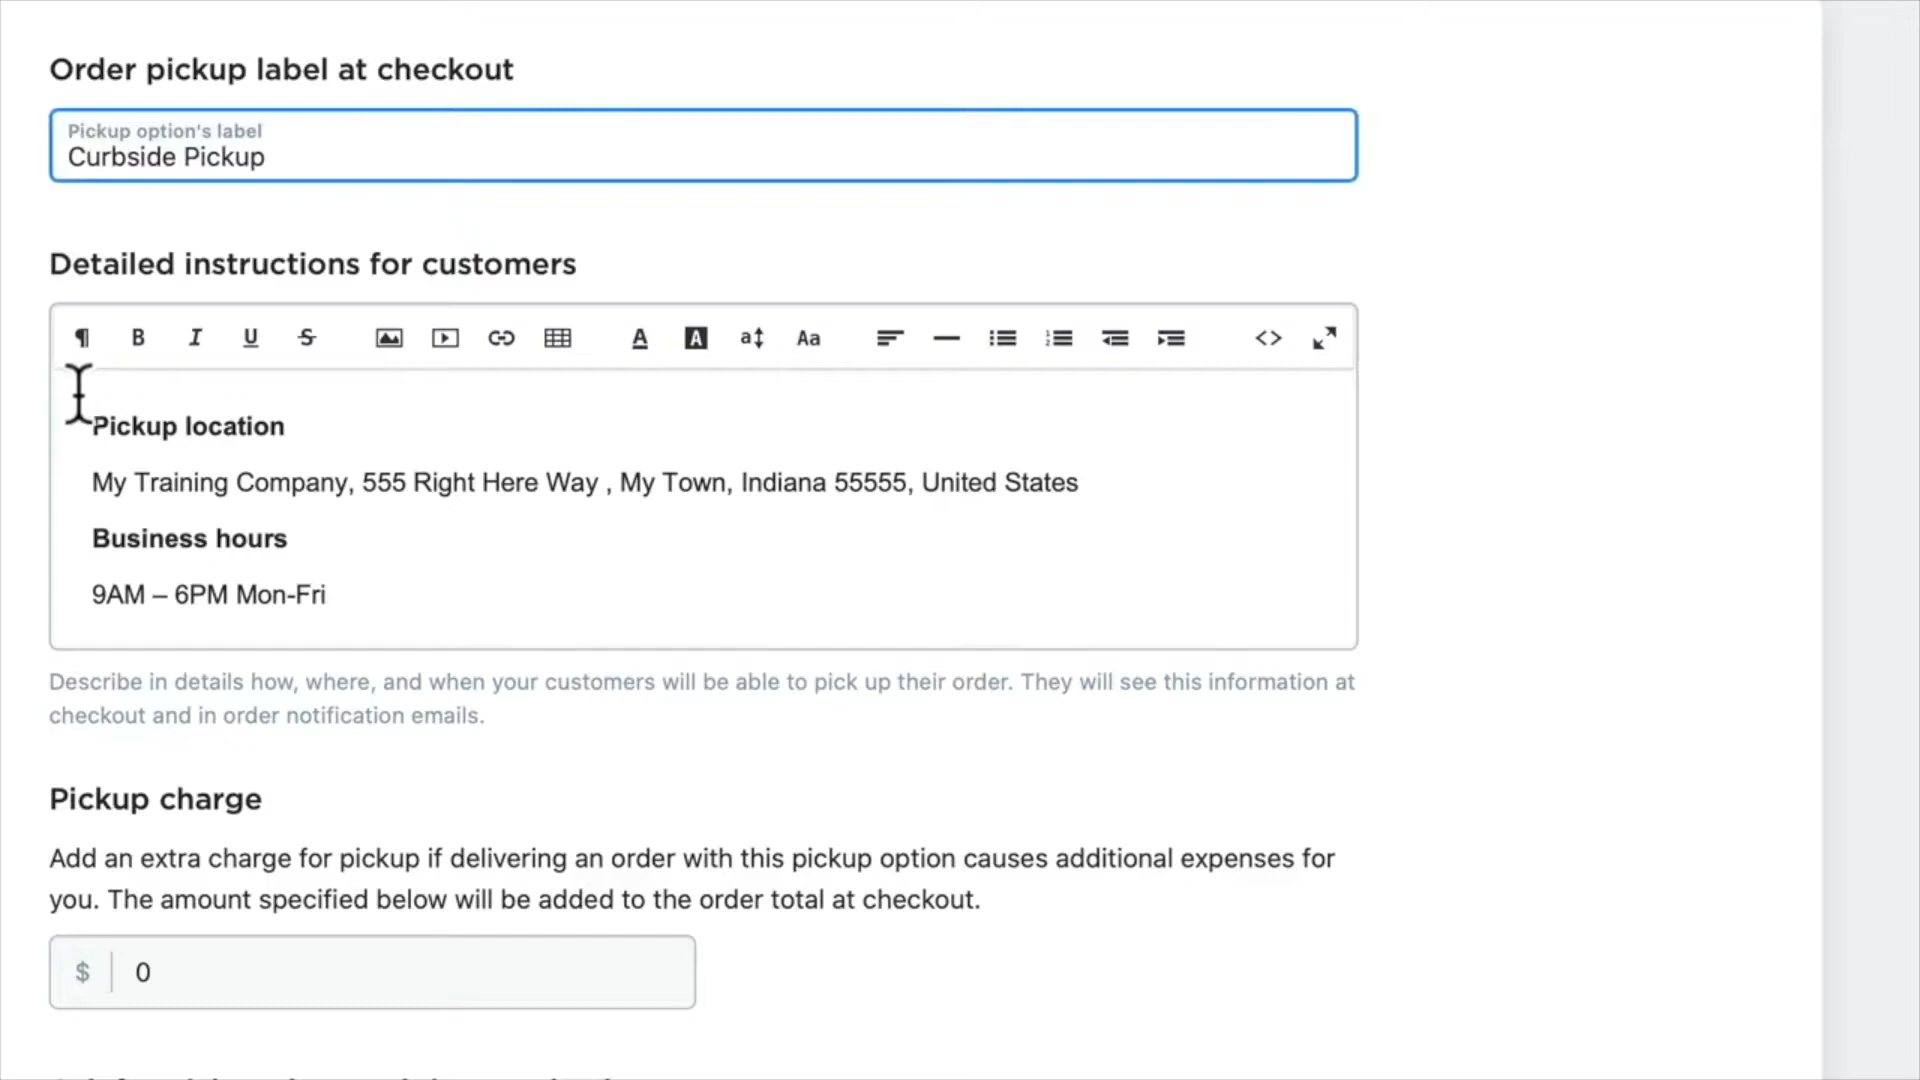 Order pickup label at checkout
Pickup option's label
Curbside Pickup
Detailed instructions for customers
¶ B I U S A A a Aa <>
Pickup location
My Training Company, 555 Right Here Way , My Town, Indiana 55555, United States
Business hours
9AM – 6PM Mon-Fri
Describe in details how, where, and when your customers will be able to pick up their order. They will see this information at
checkout and in order notification emails.
Pickup charge
Add an extra charge for pickup if delivering an order with this pickup option causes additional expenses for
you. The amount specified below will be added to the order total at checkout.
$ 0